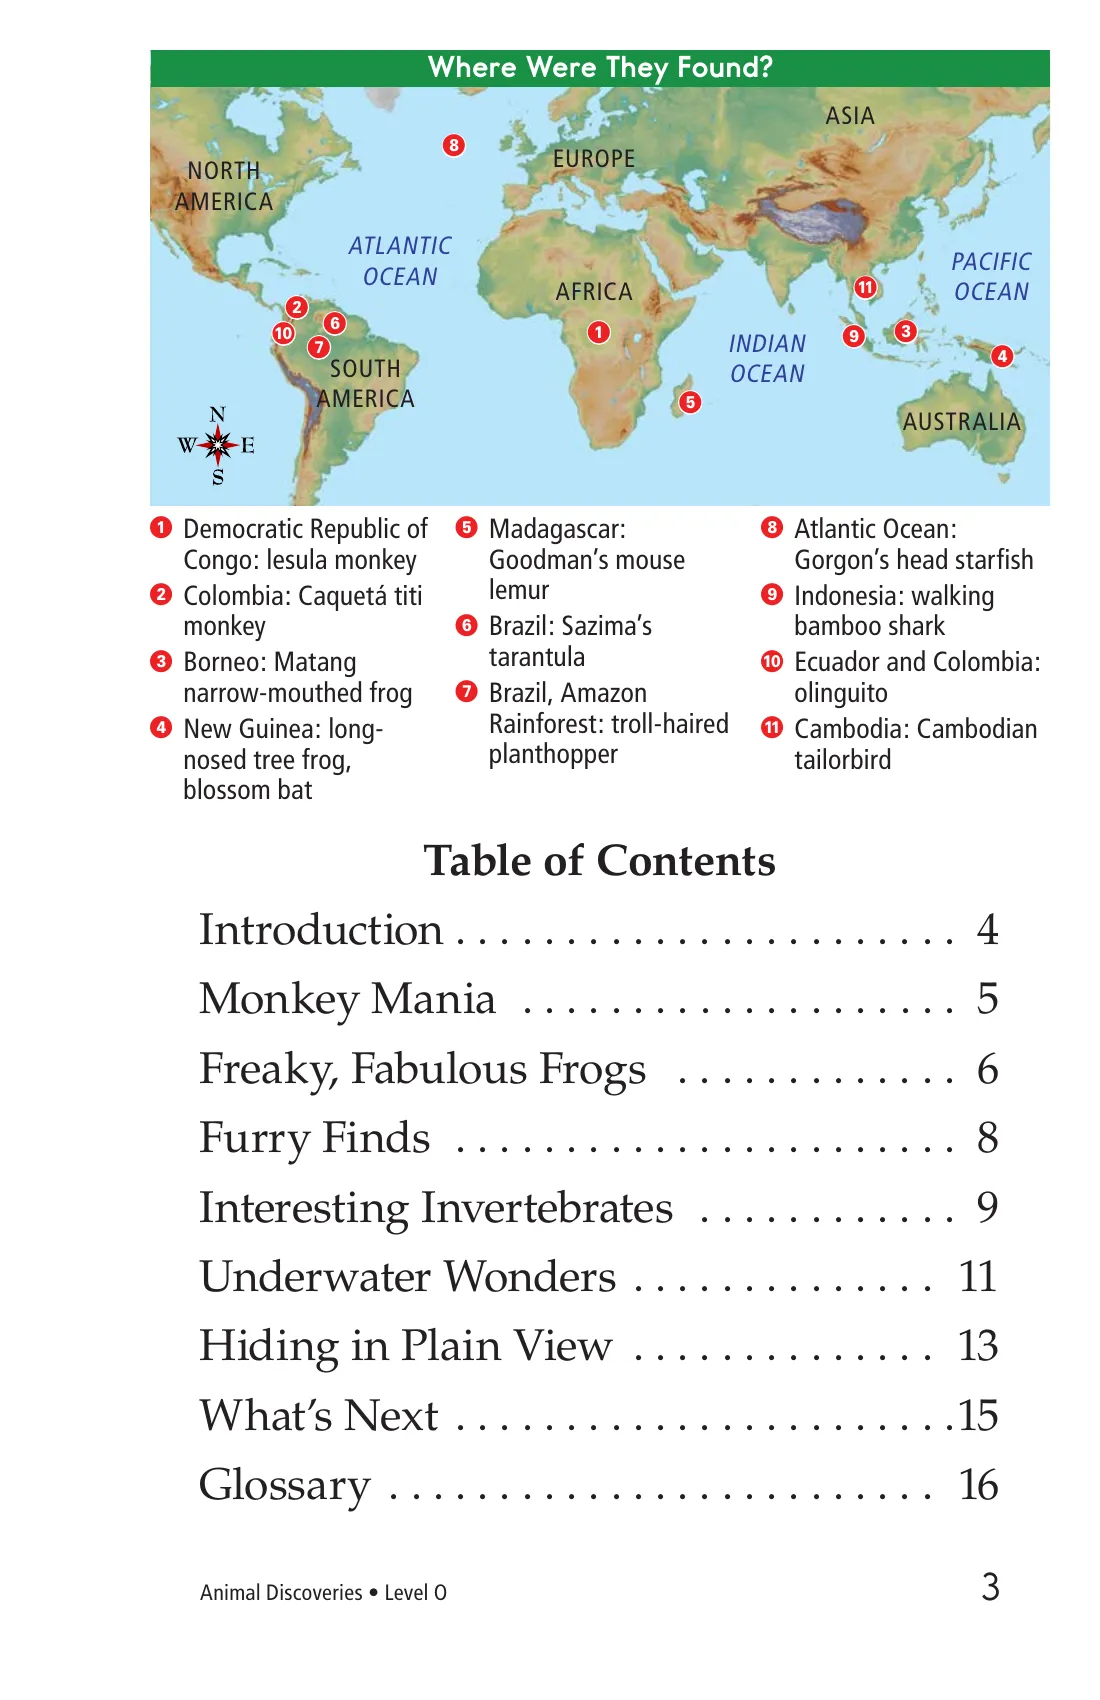 Where Were They Found?
ASIA
8
EUROPE
NORTH
AMERICA
ATLANTIC
OCEAN
PACIFIC
OCEAN
AFRICA
11
2
6
10
7
1
9
3
4
INDIAN
OCEAN
SOUTH
AMERICA
5
AUSTRALIA
N
W E
S
1 Democratic Republic of
Congo: lesula monkey
2 Colombia: Caquetá titi
monkey
3 Borneo: Matang
narrow-mouthed frog
4 New Guinea: long-
nosed tree frog,
blossom bat
5 Madagascar:
Goodman’s mouse
lemur
6 Brazil: Sazima’s
tarantula
7 Brazil, Amazon
Rainforest: troll-haired
planthopper
8 Atlantic Ocean:
Gorgon’s head starfish
9 Indonesia: walking
bamboo shark
10 Ecuador and Colombia:
olinguito
11 Cambodia: Cambodian
tailorbird
Table of Contents
Introduction . . . . . . . . . . . . . . . . . . . . . . . 4
Monkey Mania . . . . . . . . . . . . . . . . . . . . 5
Freaky, Fabulous Frogs . . . . . . . . . . . . . 6
Furry Finds . . . . . . . . . . . . . . . . . . . . . . . 8
Interesting Invertebrates . . . . . . . . . . . . 9
Underwater Wonders . . . . . . . . . . . . . . 11
Hiding in Plain View . . . . . . . . . . . . . . 13
What’s Next . . . . . . . . . . . . . . . . . . . . . . .15
Glossary . . . . . . . . . . . . . . . . . . . . . . . . . 16
Animal Discoveries • Level O
3